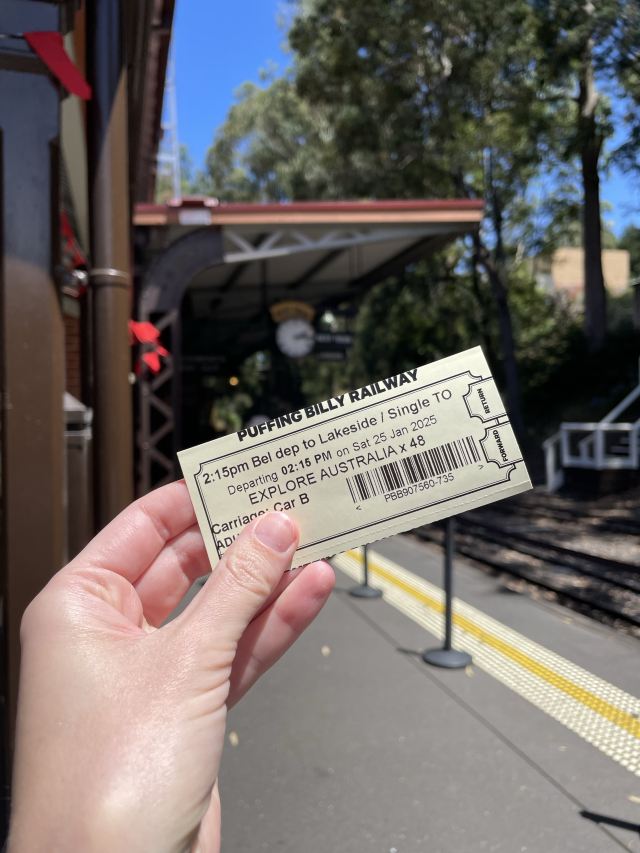 PUFFING BILLY RAILWAY
2:15pm Bel dep to Lakeside / Single TO
Departing 02:15 PM on Sat 25 Jan 2025
EXPLORE AUSTRALIA x 48
Carriage: Car B
< >
PBB907560-735
RETURN
FORWARD